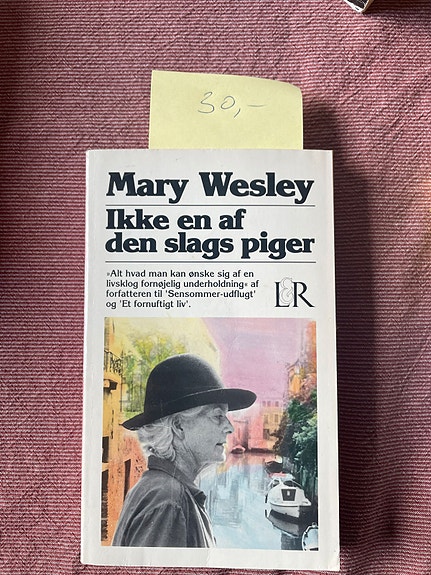 30,-
Mary Wesley
Ikke en af
den slags piger
»Alt hvad man kan ønske sig af en
livsklog fornøjelig underholdning« af
forfatteren til 'Sensommer-udflugt'
og 'Et fornuftigt liv'.
L&R